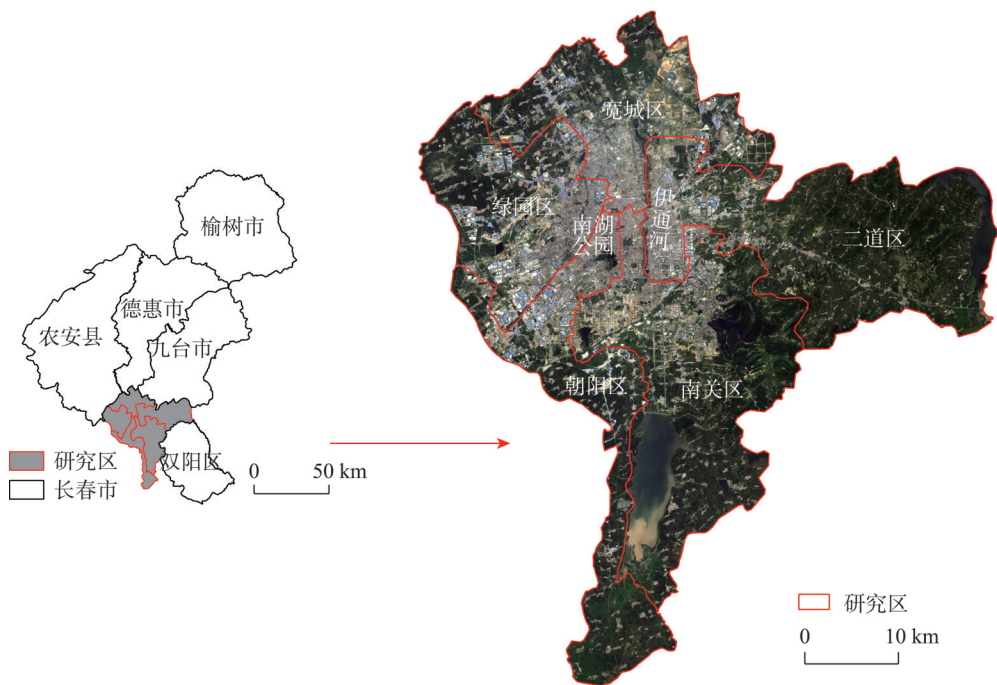 榆树市
德惠市
农安县
九台市
双阳区
研究区
长春市
0 50 km
宽城区
绿园区
南湖
公园
伊通河
二道区
朝阳区
南关区
研究区
0 10 km